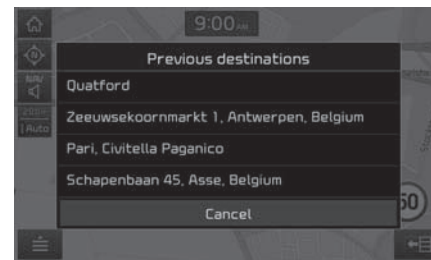 9:00 AM
Previous destinations
N
Quatford
NAV
Zeeuwsekoornmarkt 1, Antwerpen, Belgium
Auto
Pari, Civitella Paganico
Schapenbaan 45, Asse, Belgium
Cancel